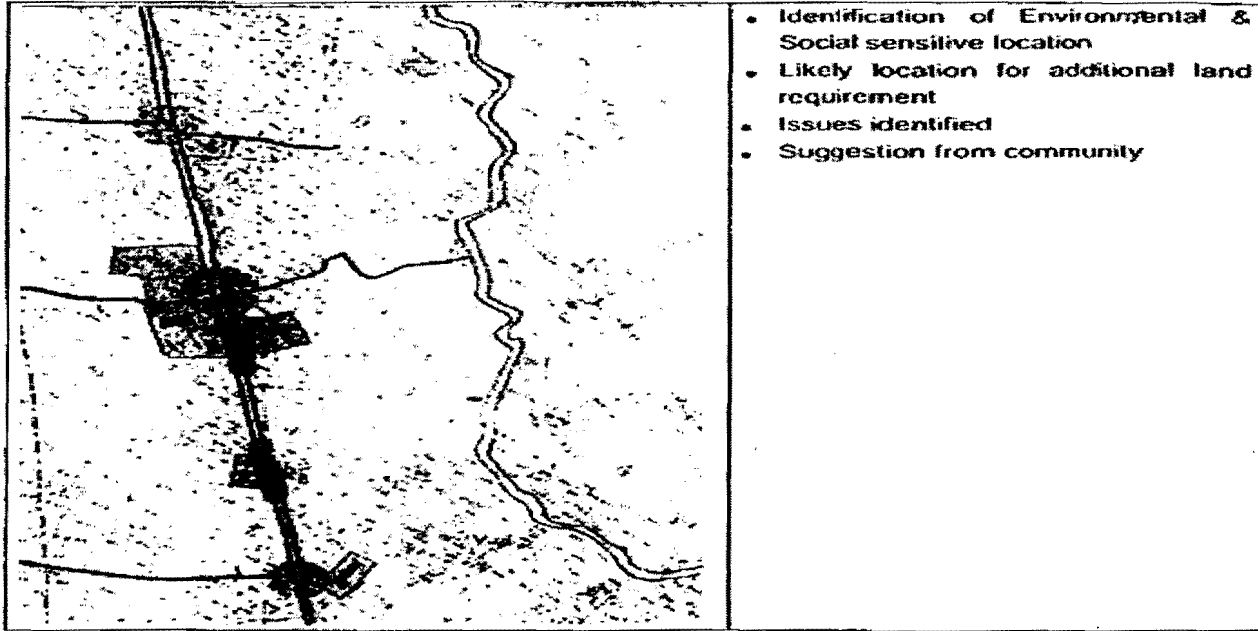 • Identification of Environmental &
Social sensitive location
• Likely location for additional land
requirement
• Issues identified
• Suggestion from community